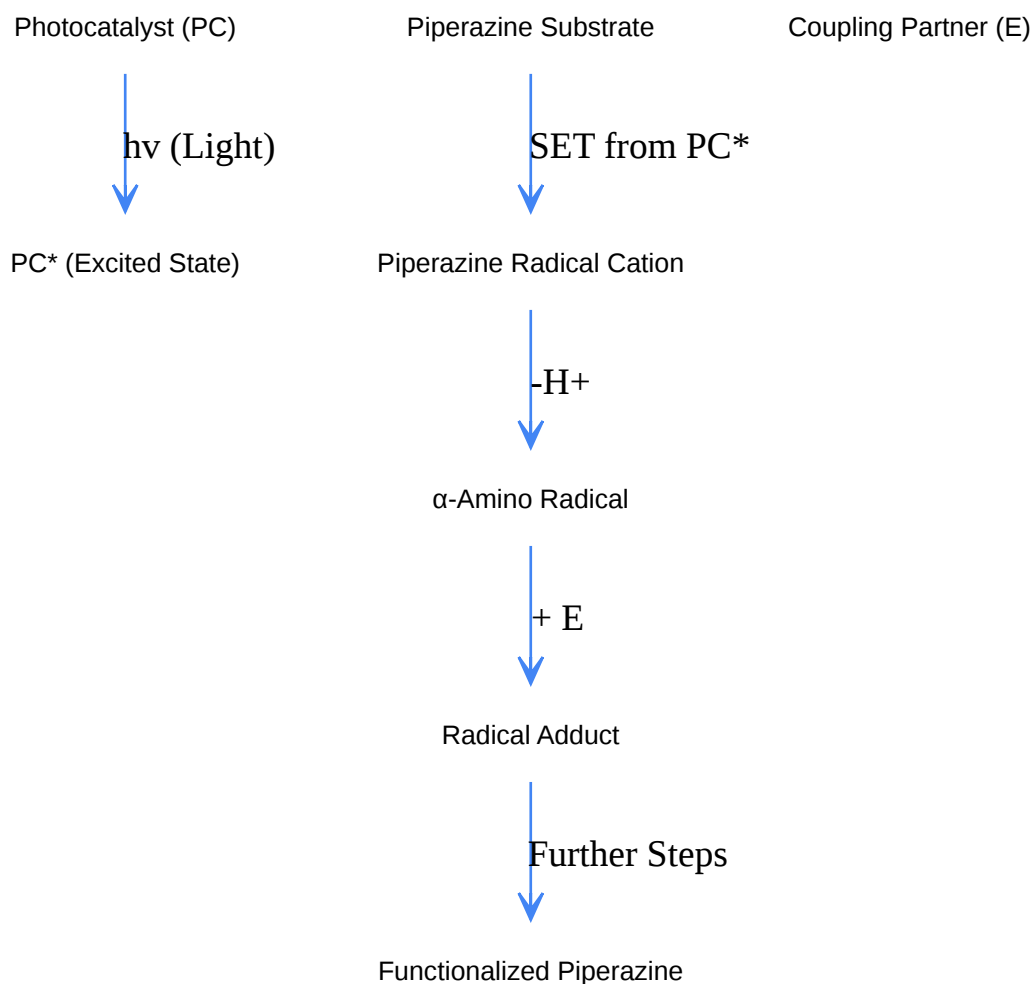 Photocatalyst (PC)
Piperazine Substrate
Coupling Partner (E)
hv (Light)
SET from PC*
PC* (Excited State)
Piperazine Radical Cation
-H+
α-Amino Radical
+ E
Radical Adduct
Further Steps
Functionalized Piperazine